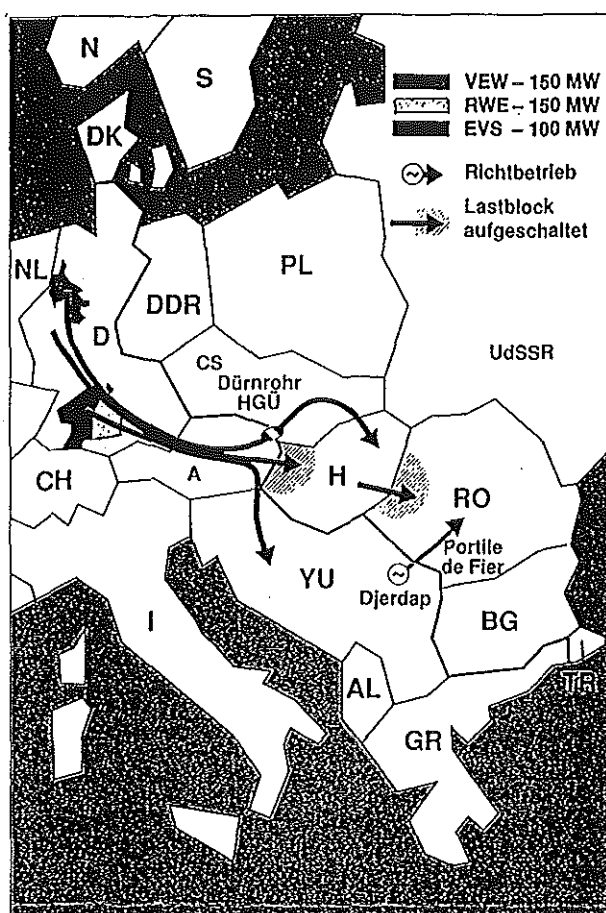 N
S
DK
VEW – 150 MW
RWE – 150 MW
EVS – 100 MW
Richtbetrieb
Lastblock
aufgeschaltet
NL
D
DDR
PL
UdSSR
CS
Dürnrohr
HGÜ
CH
A
H
RO
Portile
de Fier
Djerdap
YU
I
BG
TR
AL
GR